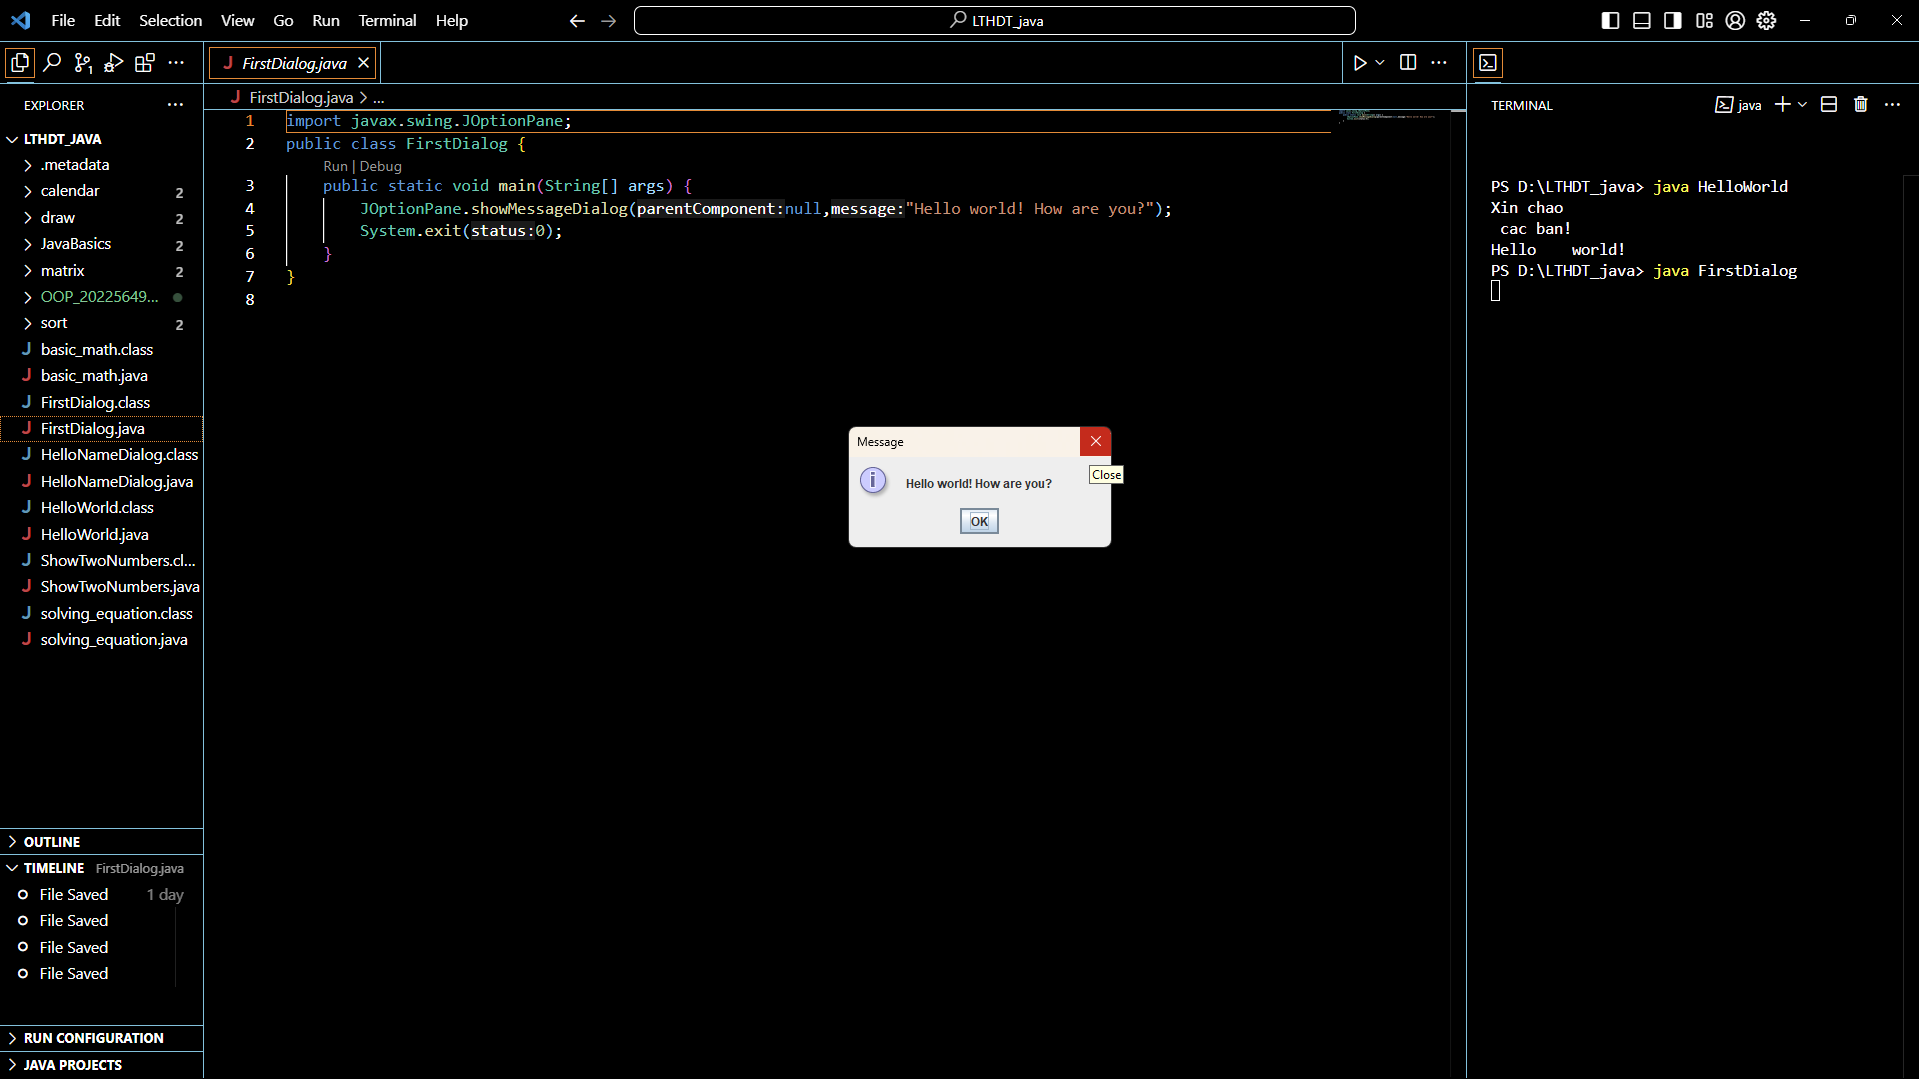 File Edit Selection View Go Run Terminal Help
LTHDT_java
FirstDialog.java
EXPLORER
LTHDT_JAVA
.metadata
calendar 2
draw 2
JavaBasics 2
matrix 2
OOP_20225649...
sort 2
basic_math.class
basic_math.java
FirstDialog.class
FirstDialog.java
HelloNameDialog.class
HelloNameDialog.java
HelloWorld.class
HelloWorld.java
ShowTwoNumbers.cl...
ShowTwoNumbers.java
solving_equation.class
solving_equation.java
OUTLINE
TIMELINE FirstDialog.java
File Saved 1 day
File Saved
File Saved
File Saved
RUN CONFIGURATION
JAVA PROJECTS
FirstDialog.java > ...
1 import javax.swing.JOptionPane;
2 public class FirstDialog {
Run | Debug
3 public static void main(String[] args) {
4 JOptionPane.showMessageDialog(parentComponent:null,message:"Hello world! How are you?");
5 System.exit(status:0);
6 }
7 }
8
Message
Close
Hello world! How are you?
OK
TERMINAL
java
PS D:\LTHDT_java> java HelloWorld
Xin chao
cac ban!
Hello    world!
PS D:\LTHDT_java> java FirstDialog